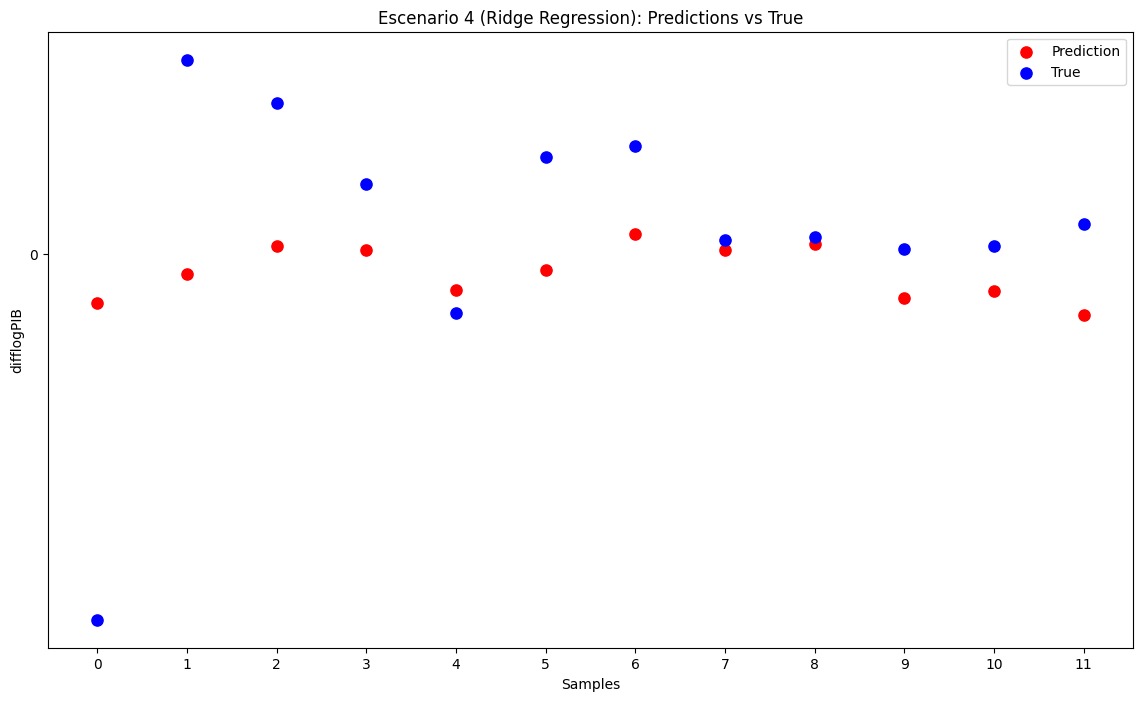 Escenario 4 (Ridge Regression): Predictions vs True
Prediction
True
0
difflogPIB
0 1 2 3 4 5 6 7 8 9 10 11
Samples